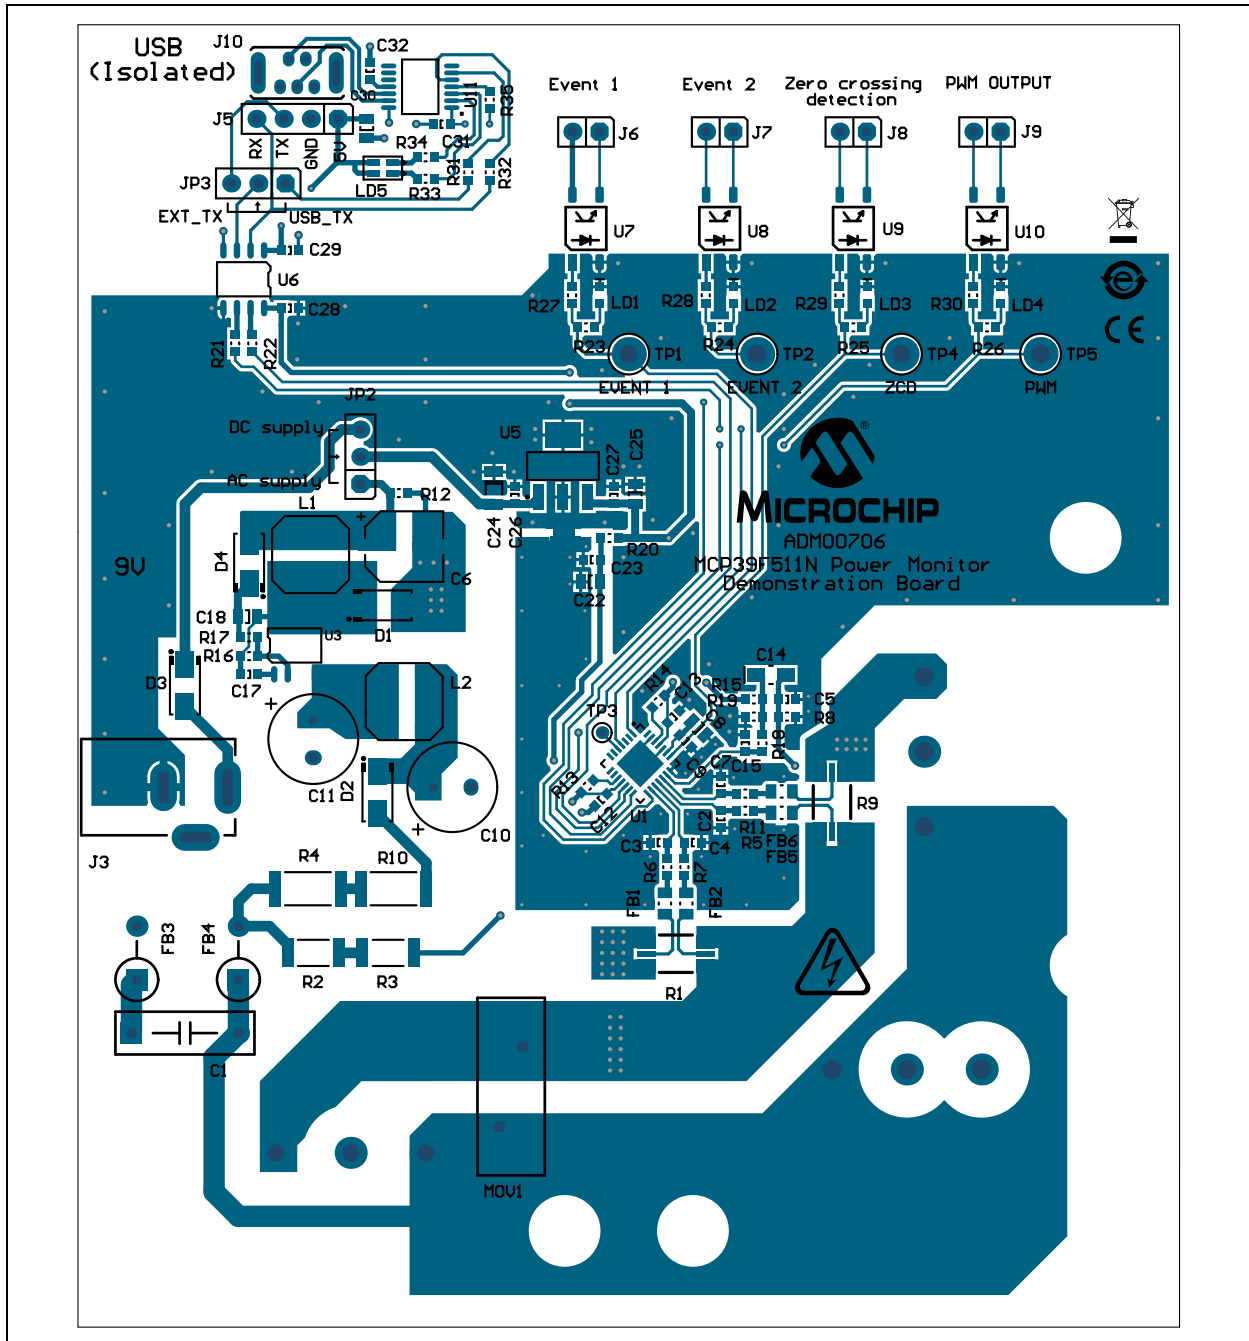 USB
(Isolated)
J10
C32
C30
U11
R35
J5
RX
TX
GND
5V
R34
C31
R33
R31
R32
LD5
JP3
EXT_TX
USB_TX
C29
U6
C28
R21
R22
Event 1
Event 2
Zero crossing
detection
PWM OUTPUT
J6
J7
J8
J9
U7
U8
U9
U10
R27
LD1
R28
LD2
R29
LD3
R30
LD4
R23
R24
R25
R26
TP1
TP2
TP4
TP5
EVENT 1
EVENT 2
ZCD
PWM
CE
JP2
DC supply
AC supply
U5
C27
C25
R12
L1
C24
C26
R20
MICROCHIP
®
ADM00706
MCP39F511N Power Monitor
Demonstration Board
9V
D4
C6
C23
C22
C18
D1
R17
U3
R16
C17
D3
L2
TP3
R14
C13
C8
C9
C14
R15
R19
C5
R8
R18
C15
C7
R13
C12
U1
C11
D2
C10
C2
R11
R5
FB6
FB5
R9
C3
C4
R6
R7
J3
R4
R10
FB1
FB2
FB3
FB4
R2
R3
R1
C1
MOV1